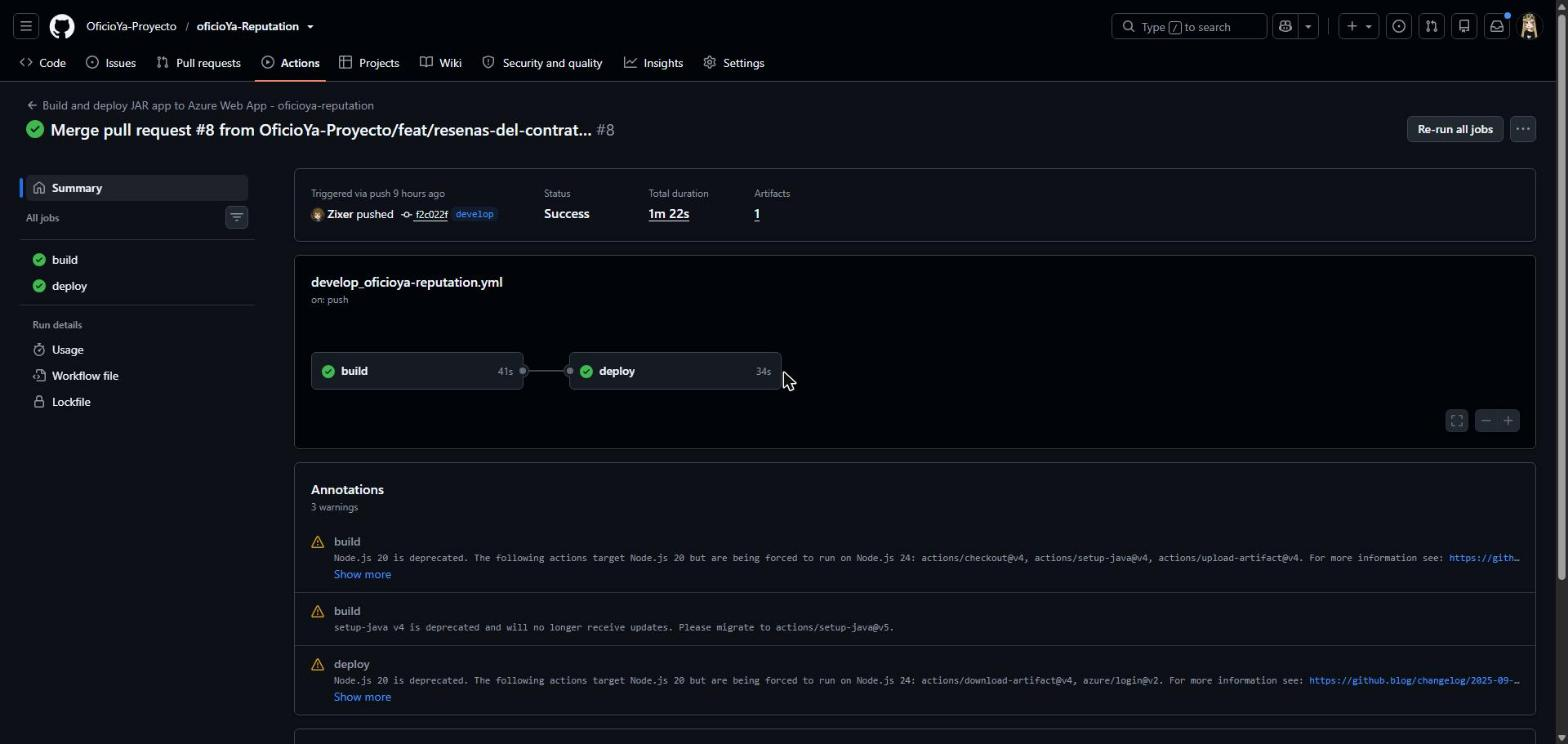 OficioYa-Proyecto / oficioYa-Reputation
Type / to search
Code
Issues
Pull requests
Actions
Projects
Wiki
Security and quality
Insights
Settings
Build and deploy JAR app to Azure Web App - oficioya-reputation
Merge pull request #8 from OficioYa-Proyecto/feat/resenas-del-contrat... #8
Re-run all jobs
Summary
All jobs
build
deploy
Run details
Usage
Workflow file
Lockfile
Triggered via push 9 hours ago
Zixer pushed f2c022f develop
Status
Success
Total duration
1m 22s
Artifacts
1
develop_oficioya-reputation.yml
on: push
build 41s
deploy 34s
Annotations
3 warnings
build
Node.js 20 is deprecated. The following actions target Node.js 20 but are being forced to run on Node.js 24: actions/checkout@v4, actions/setup-java@v4, actions/upload-artifact@v4. For more information see: https://gith…
Show more
build
setup-java v4 is deprecated and will no longer receive updates. Please migrate to actions/setup-java@v5.
deploy
Node.js 20 is deprecated. The following actions target Node.js 20 but are being forced to run on Node.js 24: actions/download-artifact@v4, azure/login@v2. For more information see: https://github.blog/changelog/2025-09-…
Show more